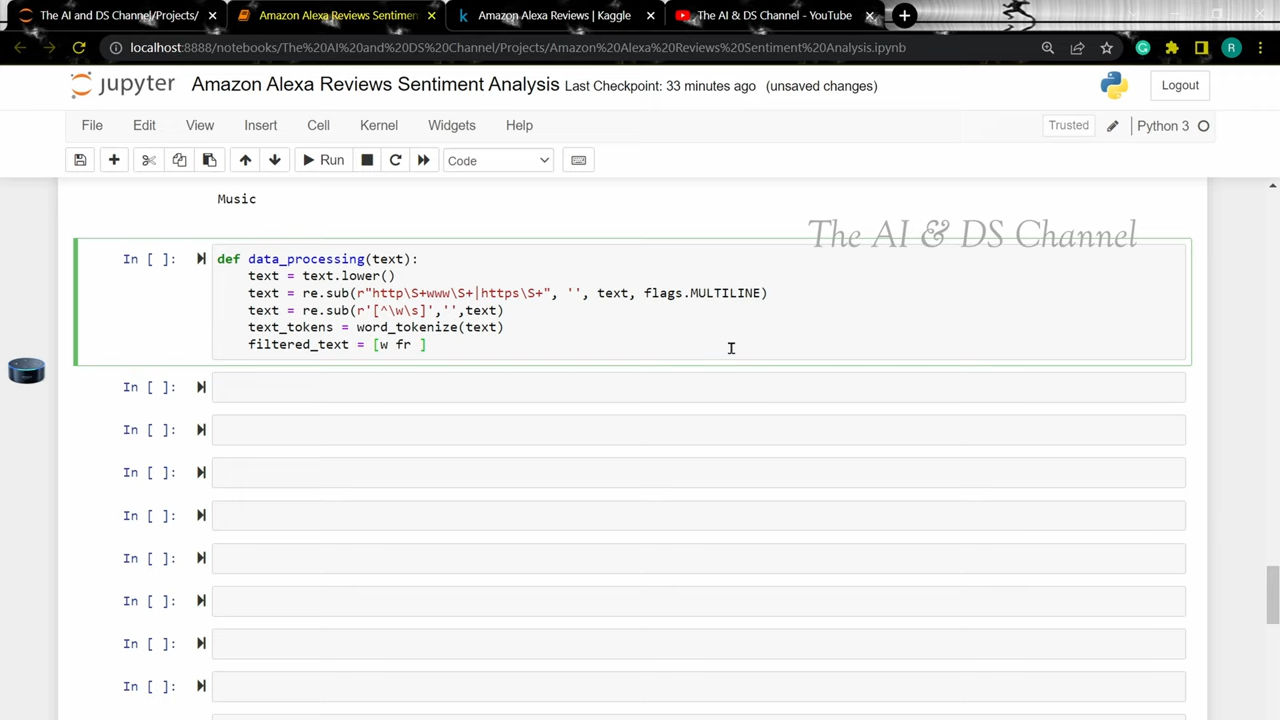 The AI and DS Channel/Projects/
Amazon Alexa Reviews Sentimen
Amazon Alexa Reviews | Kaggle
The AI & DS Channel - YouTube
localhost:8888/notebooks/The%20AI%20and%20DS%20Channel/Projects/Amazon%20Alexa%20Reviews%20Sentiment%20Analysis.ipynb
R
jupyter Amazon Alexa Reviews Sentiment Analysis Last Checkpoint: 33 minutes ago (unsaved changes)
Logout
File Edit View Insert Cell Kernel Widgets Help
Trusted Python 3
Run Code
Music
The AI & DS Channel
In [ ]: def data_processing(text):
text = text.lower()
text = re.sub(r"http\S+www\S+|https\S+", '', text, flags.MULTILINE)
text = re.sub(r'[^\w\s]','',text)
text_tokens = word_tokenize(text)
filtered_text = [w fr ]
In [ ]:
In [ ]:
In [ ]:
In [ ]:
In [ ]:
In [ ]:
In [ ]:
In [ ]: